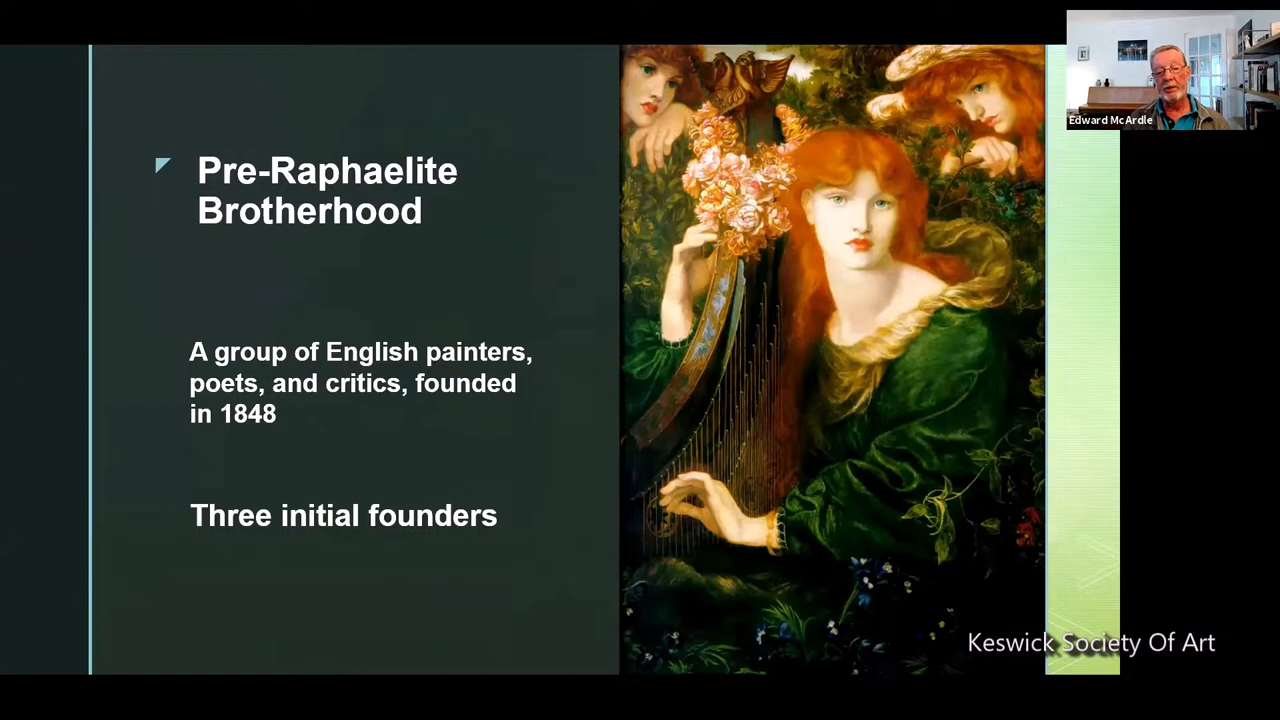 Pre-Raphaelite
Brotherhood
A group of English painters,
poets, and critics, founded
in 1848
Three initial founders
Edward McArdle
Keswick Society Of Art